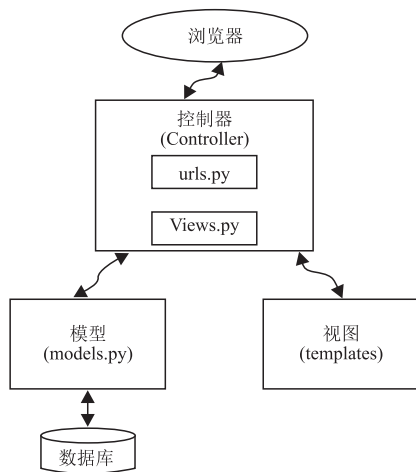 浏览器
控制器
(Controller)
urls.py
Views.py
模型
(models.py)
视图
(templates)
数据库